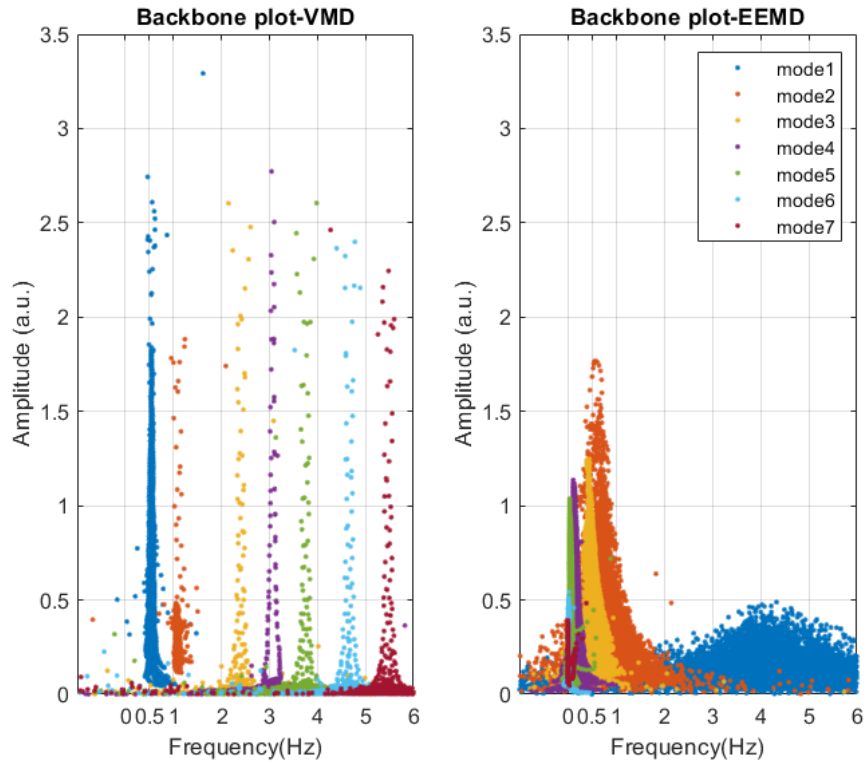 Backbone plot-VMD
3.5
3
2.5
2
1.5
1
0.5
0
Amplitude (a.u.)
0 0.5 1 2 3 4 5 6
Frequency(Hz)
Backbone plot-EEMD
3.5
3
2.5
2
1.5
1
0.5
0
Amplitude (a.u.)
0 0.5 1 2 3 4 5 6
Frequency(Hz)
mode1
mode2
mode3
mode4
mode5
mode6
mode7